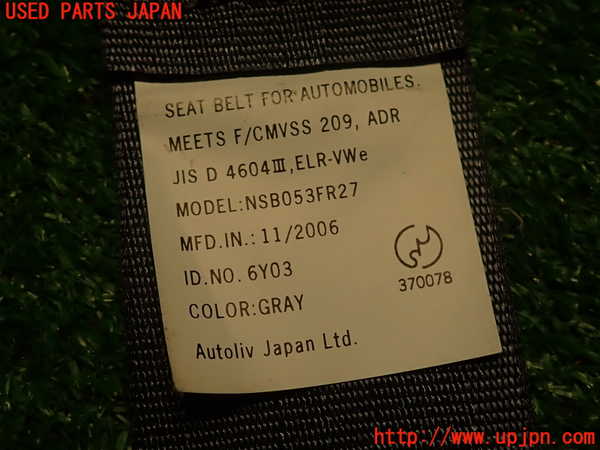 USED PARTS JAPAN
SEAT BELT FOR AUTOMOBILES.
MEETS F/CMVSS 209, ADR
JIS D 4604Ⅲ,ELR-VWe
MODEL:NSB053FR27
MFD.IN.:11/2006
ID.NO. 6Y03
COLOR:GRAY
370078
Autoliv Japan Ltd.
http://www.upjpn.com/